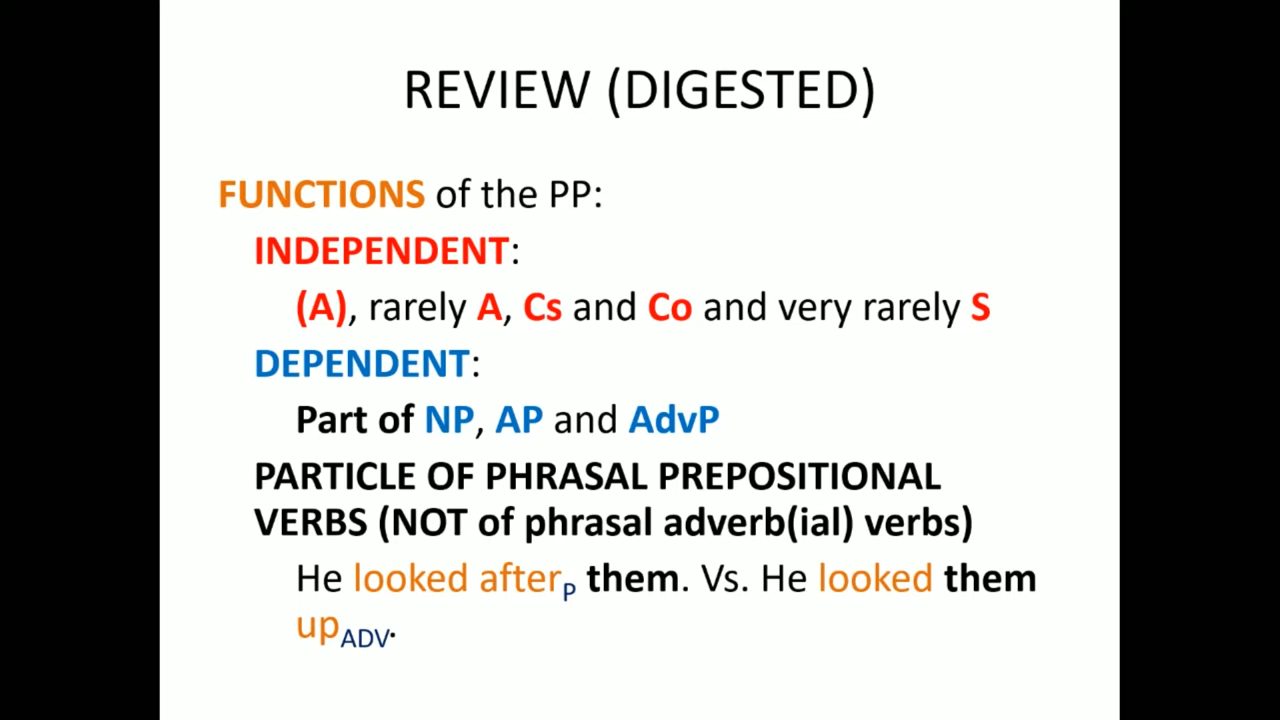 REVIEW (DIGESTED)
FUNCTIONS of the PP:
INDEPENDENT:
(A), rarely A, Cs and Co and very rarely S
DEPENDENT:
Part of NP, AP and AdvP
PARTICLE OF PHRASAL PREPOSITIONAL
VERBS (NOT of phrasal adverb(ial) verbs)
He looked afterP them. Vs. He looked them
upADV.